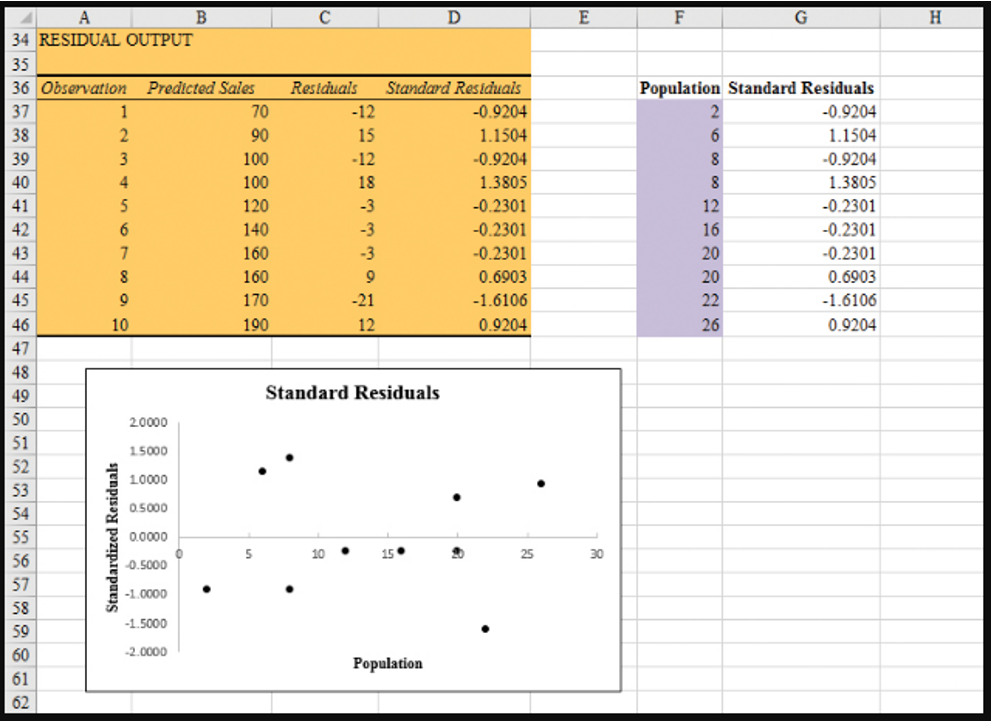 A B C D E F G H
34 RESIDUAL OUTPUT
35
36 Observation Predicted Sales Residuals Standard Residuals Population Standard Residuals
37 1 70 -12 -0.9204 2 -0.9204
38 2 90 15 1.1504 6 1.1504
39 3 100 -12 -0.9204 8 -0.9204
40 4 100 18 1.3805 8 1.3805
41 5 120 -3 -0.2301 12 -0.2301
42 6 140 -3 -0.2301 16 -0.2301
43 7 160 -3 -0.2301 20 -0.2301
44 8 160 9 0.6903 20 0.6903
45 9 170 -21 -1.6106 22 -1.6106
46 10 190 12 0.9204 26 0.9204
47
48
49 Standard Residuals
50 2.0000
51 1.5000
52 1.0000
53 0.5000
54 0.0000
55 0 5 10 15 20 25 30
56 -0.5000
57 -1.0000
58 -1.5000
59 -2.0000
60 Standardized Residuals
61 Population
62